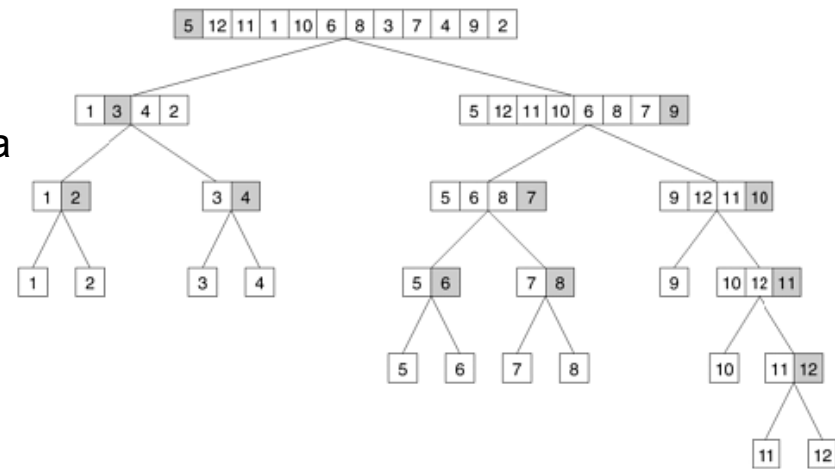 5 12 11 1 10 6 8 3 7 4 9 2
1 3 4 2 5 12 11 10 6 8 7 9
a
1 2 3 4 5 6 8 7 9 12 11 10
1 2 3 4 5 6 7 8 9 10 12 11
5 6 7 8 10 11 12
11 12